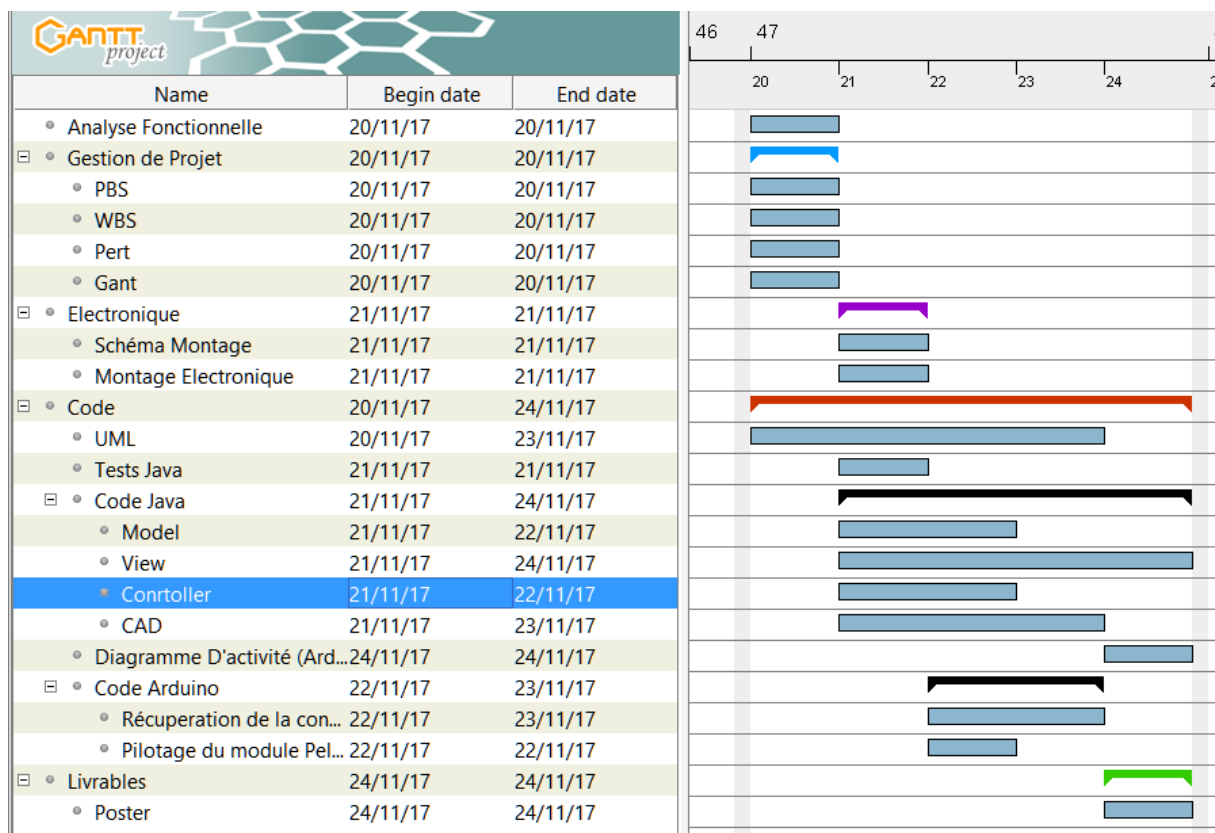 GANTT
project
46 47
20 21 22 23 24 2
Name Begin date End date
Analyse Fonctionnelle 20/11/17 20/11/17
Gestion de Projet 20/11/17 20/11/17
PBS 20/11/17 20/11/17
WBS 20/11/17 20/11/17
Pert 20/11/17 20/11/17
Gant 20/11/17 20/11/17
Electronique 21/11/17 21/11/17
Schéma Montage 21/11/17 21/11/17
Montage Electronique 21/11/17 21/11/17
Code 20/11/17 24/11/17
UML 20/11/17 23/11/17
Tests Java 21/11/17 21/11/17
Code Java 21/11/17 24/11/17
Model 21/11/17 22/11/17
View 21/11/17 24/11/17
Conrtoller 21/11/17 22/11/17
CAD 21/11/17 23/11/17
Diagramme D'activité (Ard... 24/11/17 24/11/17
Code Arduino 22/11/17 23/11/17
Récuperation de la con... 22/11/17 23/11/17
Pilotage du module Pel... 22/11/17 22/11/17
Livrables 24/11/17 24/11/17
Poster 24/11/17 24/11/17